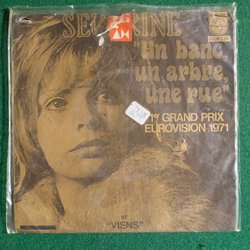 SEVERINE
"Un banc,
un arbre,
une rue"
1er GRAND PRIX
EUROVISION 1971
et
"VIENS"